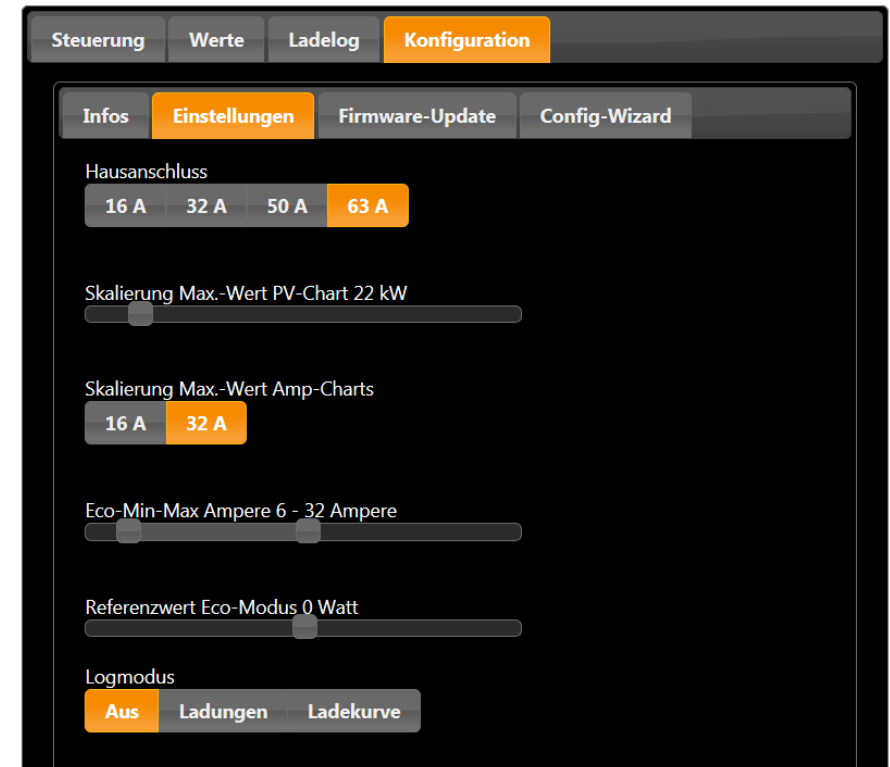 Steuerung Werte Ladelog Konfiguration
Infos Einstellungen Firmware-Update Config-Wizard
Hausanschluss
16 A 32 A 50 A 63 A
Skalierung Max.-Wert PV-Chart 22 kW
Skalierung Max.-Wert Amp-Charts
16 A 32 A
Eco-Min-Max Ampere 6 - 32 Ampere
Referenzwert Eco-Modus 0 Watt
Logmodus
Aus Ladungen Ladekurve